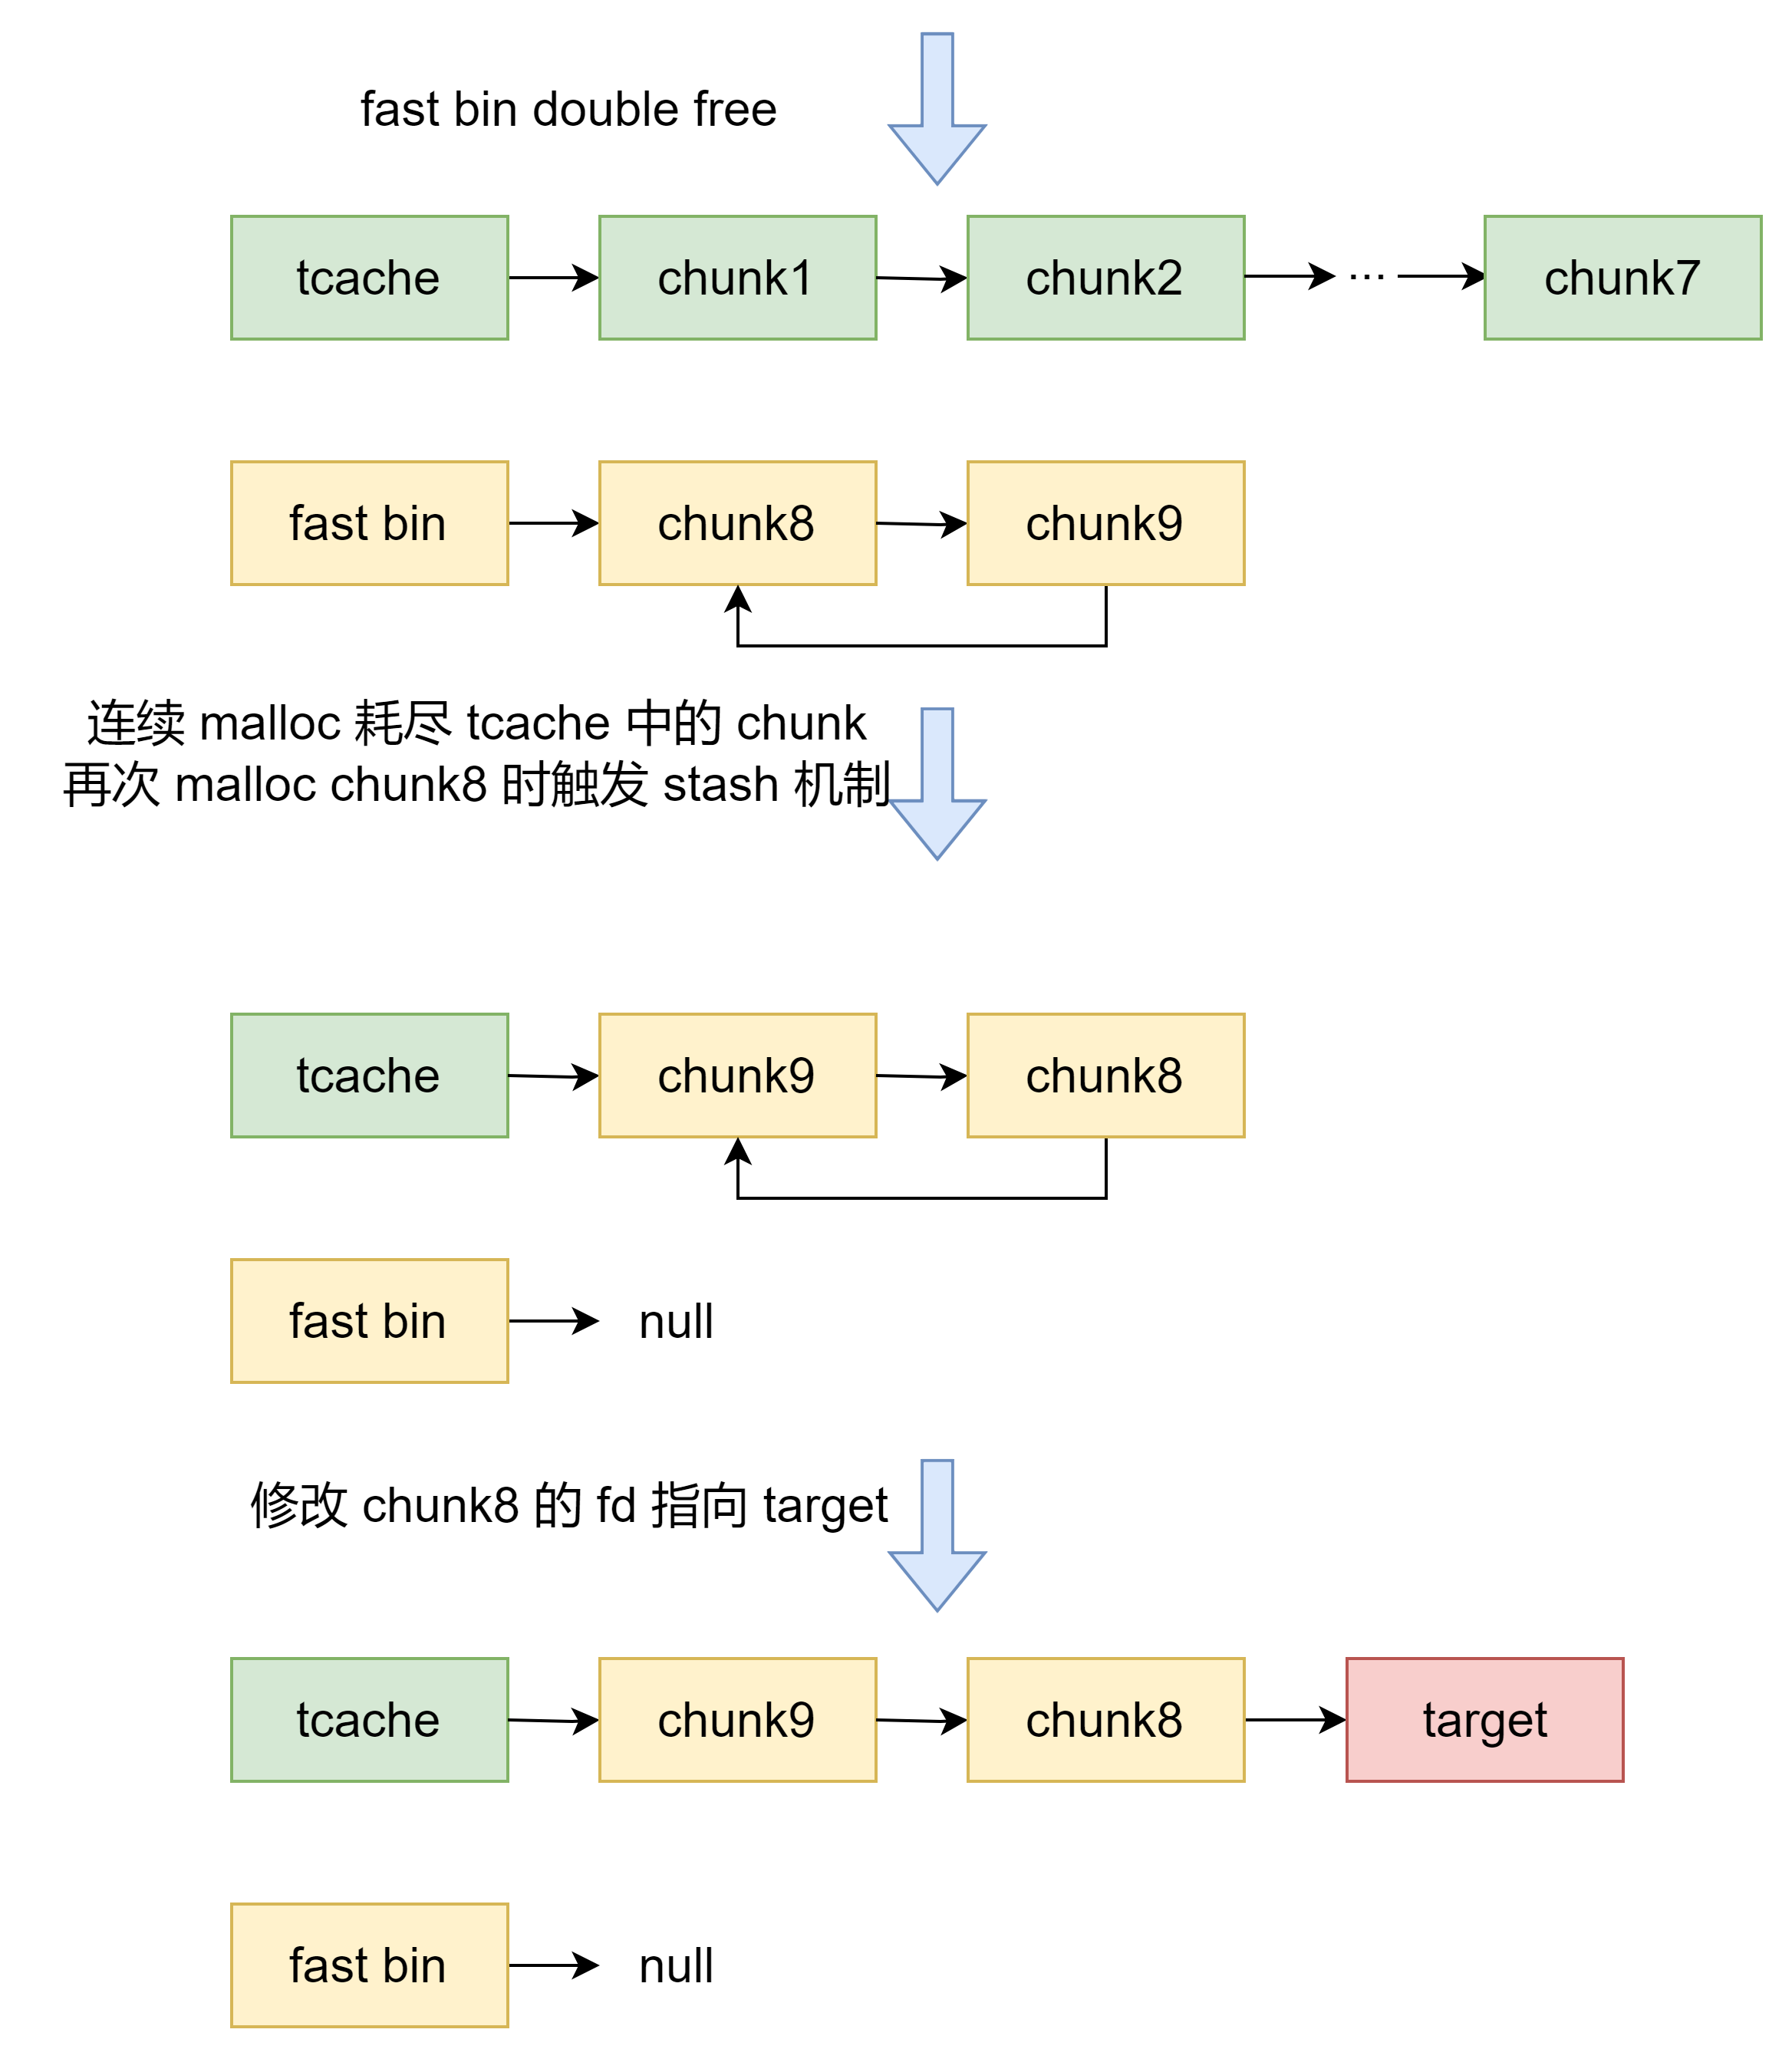 fast bin double free
tcache
chunk1
chunk2
...
chunk7
fast bin
chunk8
chunk9
连续 malloc 耗尽 tcache 中的 chunk
再次 malloc chunk8 时触发 stash 机制
tcache
chunk9
chunk8
fast bin
null
修改 chunk8 的 fd 指向 target
tcache
chunk9
chunk8
target
fast bin
null